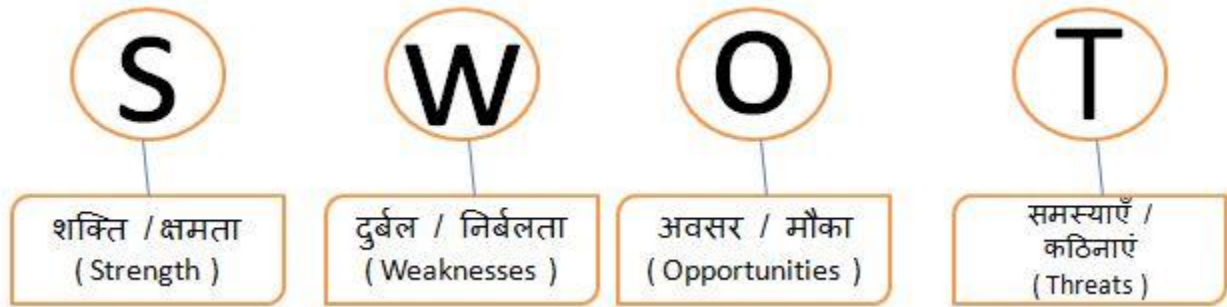 S
W
O
T
शक्ति / क्षमता
( Strength )
दुर्बल / निर्बलता
( Weaknesses )
अवसर / मौका
( Opportunities )
समस्याएँ /
कठिनाएं
( Threats )